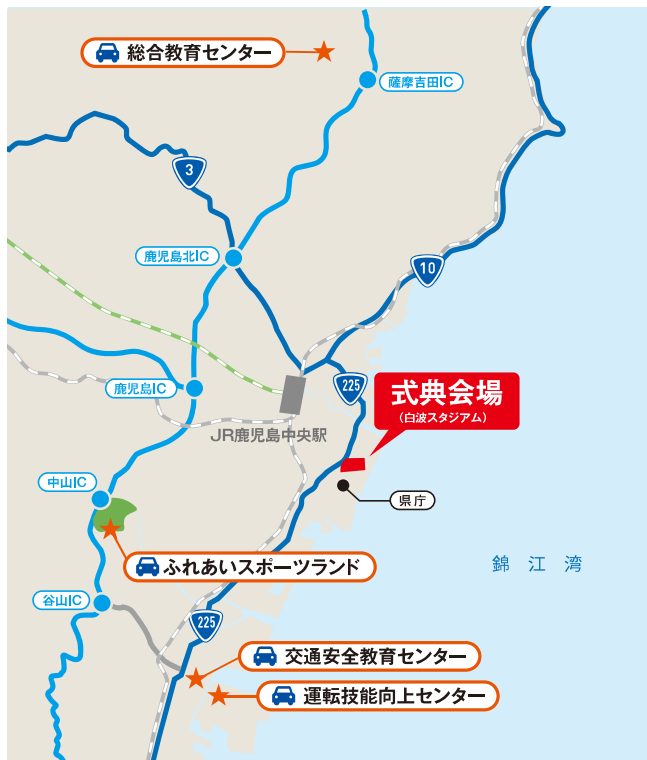 総合教育センター
薩摩吉田IC
3
鹿児島北IC
10
鹿児島IC
225
式典会場
(白波スタジアム)
JR鹿児島中央駅
中山IC
県庁
ふれあいスポーツランド
錦江湾
谷山IC
225
交通安全教育センター
運転技能向上センター